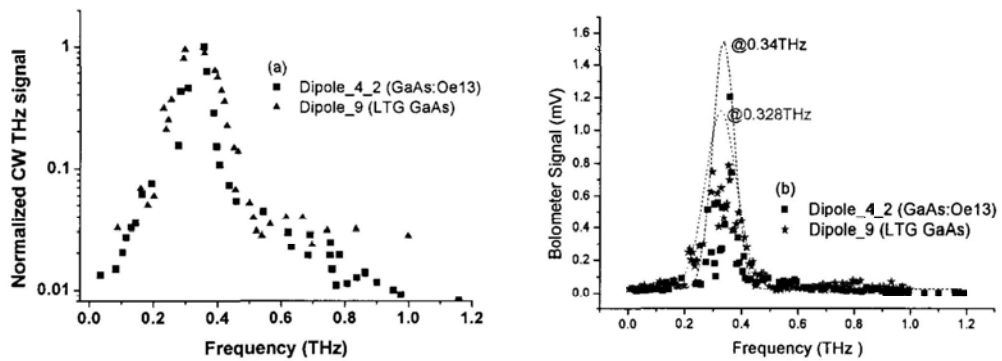 (a)
Dipole_4_2 (GaAs:Oe13)
Dipole_9 (LTG GaAs)
Normalized CW THz signal
1
0.1
0.01
0.0 0.2 0.4 0.6 0.8 1.0 1.2
Frequency (THz)
@0.34THz
@0.328THz
(b)
Dipole_4_2 (GaAs:Oe13)
Dipole_9 (LTG GaAs)
Bolometer Signal (mV)
1.6
1.4
1.2
1.0
0.8
0.6
0.4
0.2
0.0
0.0 0.2 0.4 0.6 0.8 1.0 1.2
Frequency (THz )